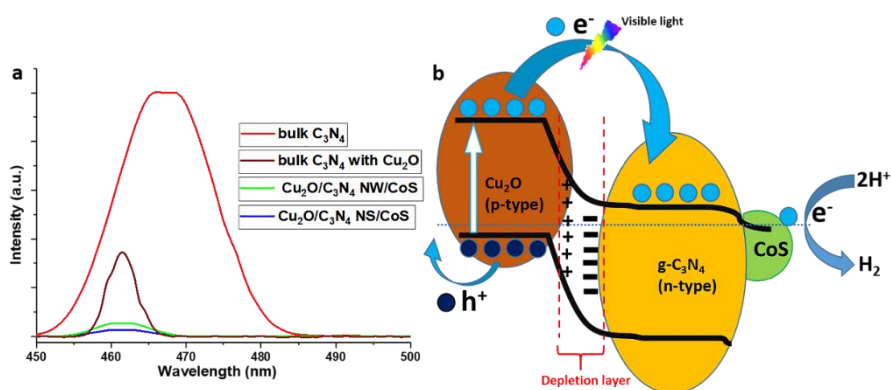 a
Intensity (a.u.)
bulk C₃N₄
bulk C₃N₄ with Cu₂O
Cu₂O/C₃N₄ NW/CoS
Cu₂O/C₃N₄ NS/CoS
450
460
470
480
490
500
Wavelength (nm)
b
e⁻
Visible light
Cu₂O
(p-type)
+
+
+
+
+
+
h⁺
g-C₃N₄
(n-type)
CoS
e⁻
2H⁺
H₂
Depletion layer